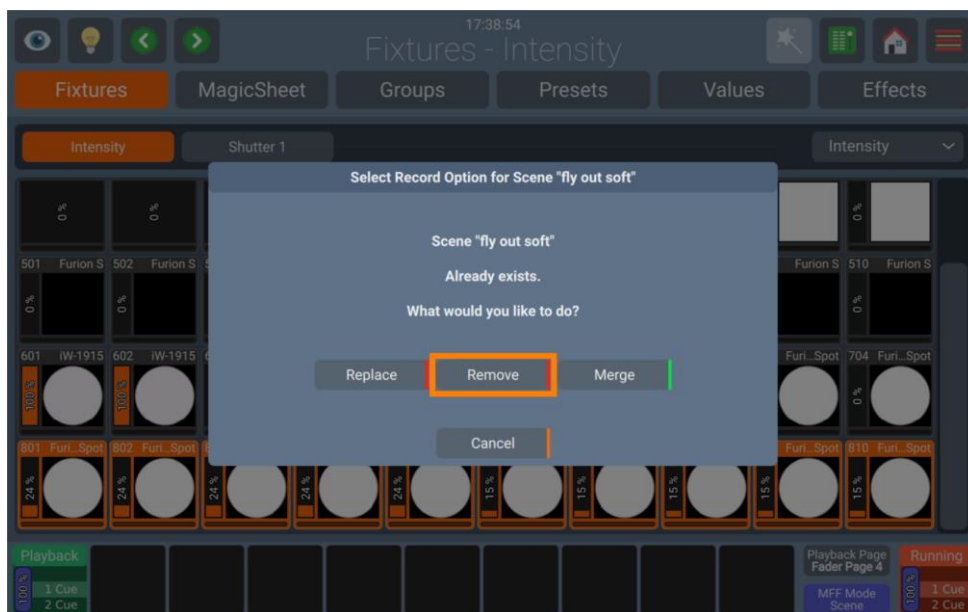 17:38:54
Fixtures - Intensity
Fixtures MagicSheet Groups Presets Values Effects
Intensity Shutter 1 Intensity
Select Record Option for Scene "fly out soft"
Scene "fly out soft"
Already exists.
What would you like to do?
Replace Remove Merge
Cancel
0 % 0 % 0 %
501 Furion S 502 Furion S Furion S 510 Furion S
0 % 0 % 0 %
601 iW-1915 602 iW-1915 Furi...Spot 704 Furi...Spot
100 % 100 % 0 %
801 Furi...Spot 802 Furi...Spot Furi...Spot 810 Furi...Spot
24 % 24 % 24 % 24 % 24 % 15 % 15 % 15 % 15 % 15 %
Playback Playback Page Running
Fader Page 4
100 % 1 Cue MFF Mode 100 % 1 Cue
2 Cue Scene 2 Cue